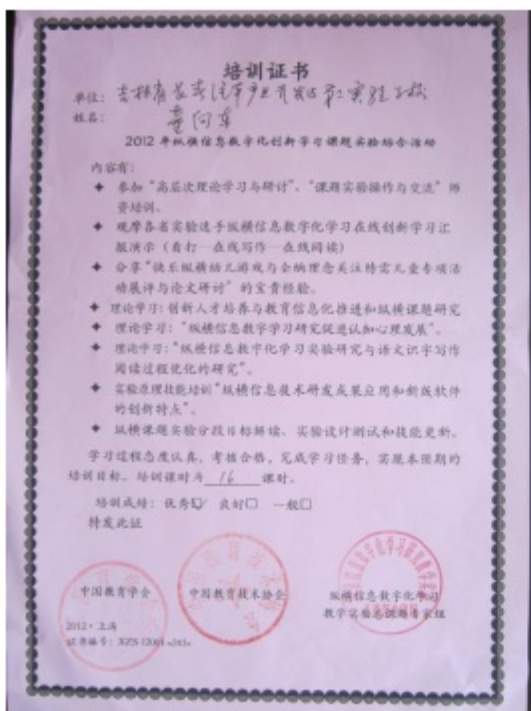 培训证书
单位：吉林省长春经济开发区第二实验学校
姓名：董向东
2012 年纵横信息数字化创新学习课题实验综合活动
内容有：
◆ 参加“高层次理论学习与研讨”、“课题实验操作与交流”师
资培训。
◆ 观摩各省实验选手纵横信息数字化学习在线创新学习汇
报演示（看打—在线写作—在线阅读）
◆ 分享“快乐纵横幼儿游戏与全纳理念关注特需儿童专项活
动展评与论文研讨”的宝贵经验。
◆ 理论学习：创新人才培养与教育信息化推进和纵横课题研究
◆ 理论学习：“纵横信息数字学习研究促进认知心理发展”。
◆ 理论学习：“纵横信息数字化学习实验研究与语文识字写作
阅读过程优化的研究”。
◆ 实验原理技能培训“纵横信息技术研发成果应用和新版软件
的创新特点”。
◆ 纵横课题实验分段目标解读、实验设计测试和技能更新。
学习过程态度认真，考核合格，完成学习任务，实现本预期的
培训目标。培训课时为 16 课时。
培训成绩：优秀☑ 良好□ 一般□
特发此证
中国教育学会 中国教育技术协会 纵横信息数字化学习
教学实验总课题专家组
2012·上海
证书编号：XZS